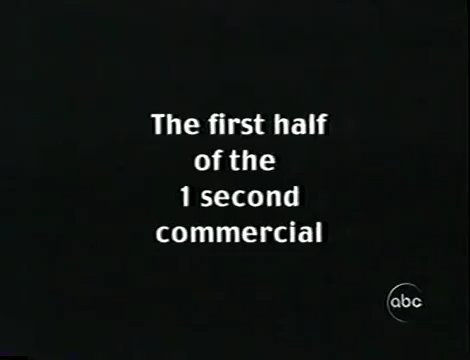 The first half
of the
1 second
commercial
abc